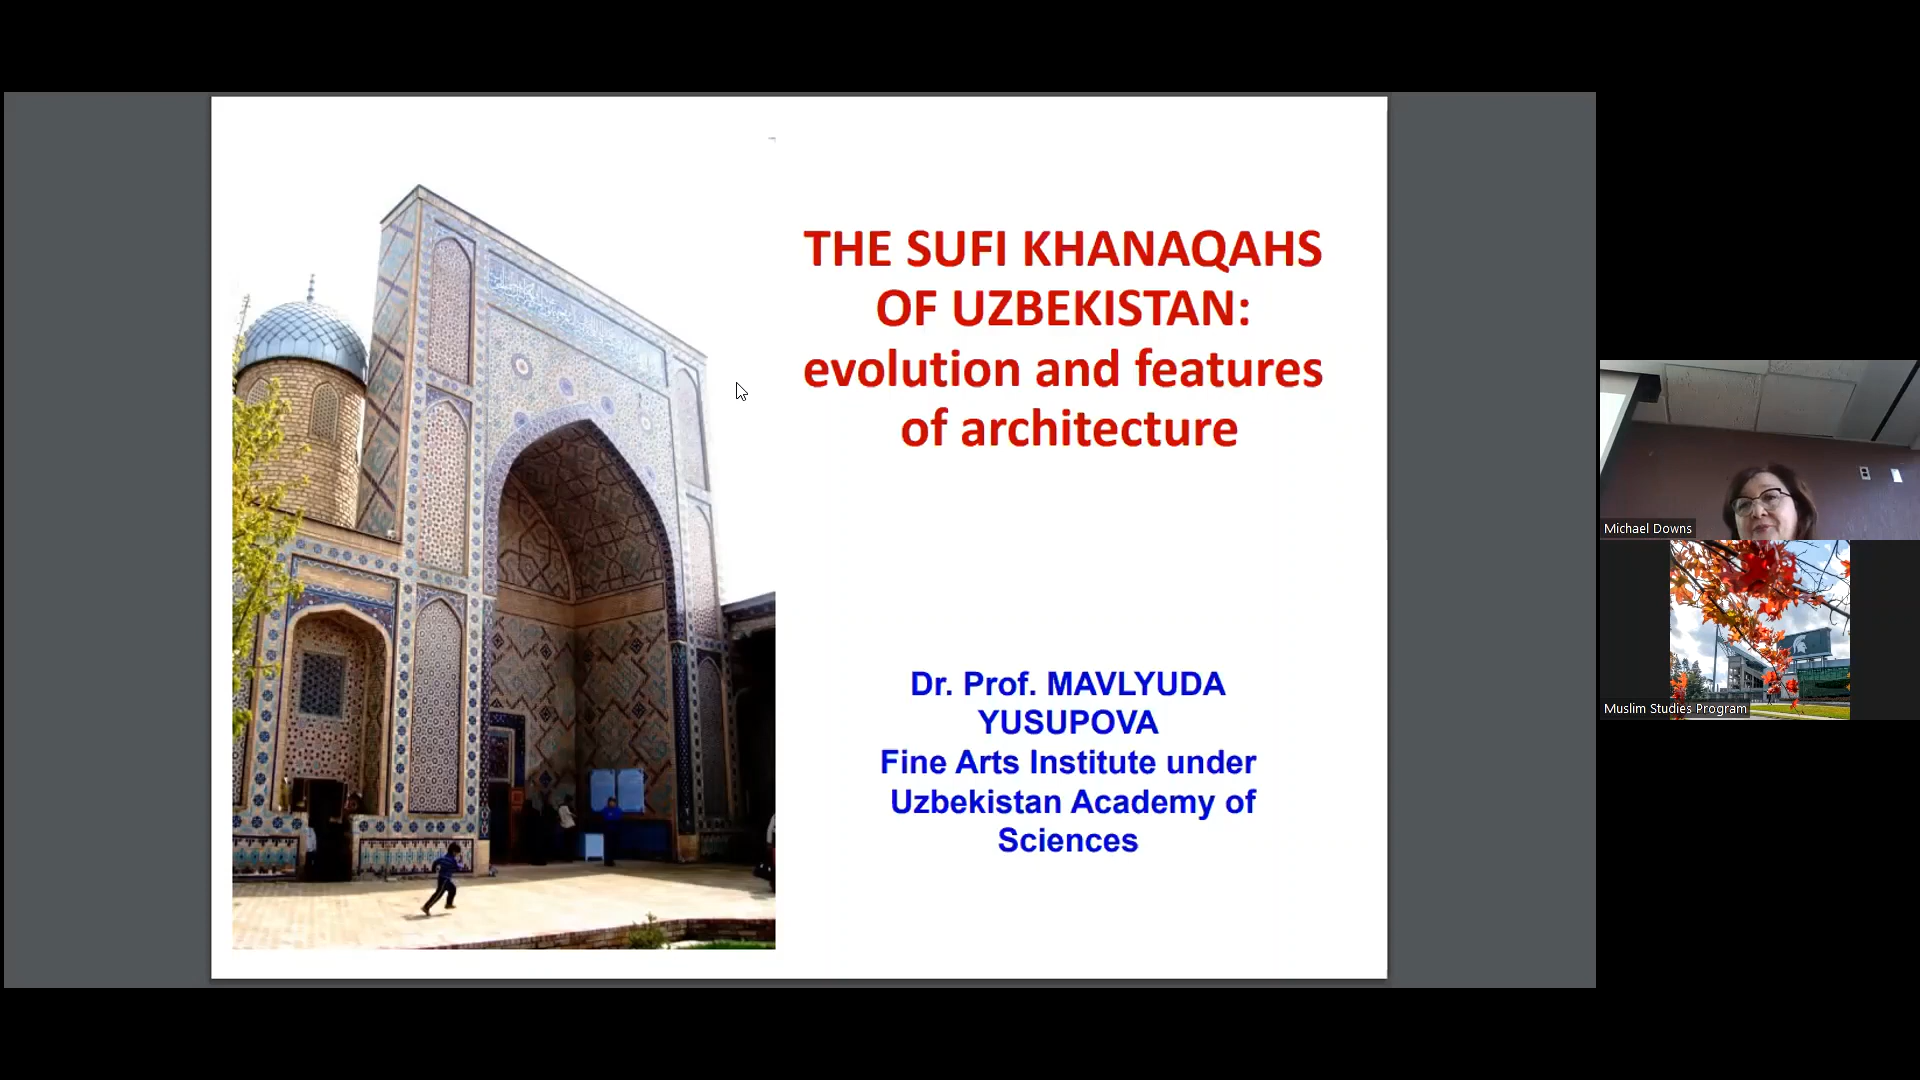 THE SUFI KHANAQAHS
OF UZBEKISTAN:
evolution and features
of architecture
Dr. Prof. MAVLYUDA
YUSUPOVA
Fine Arts Institute under
Uzbekistan Academy of
Sciences
Michael Downs
Muslim Studies Program